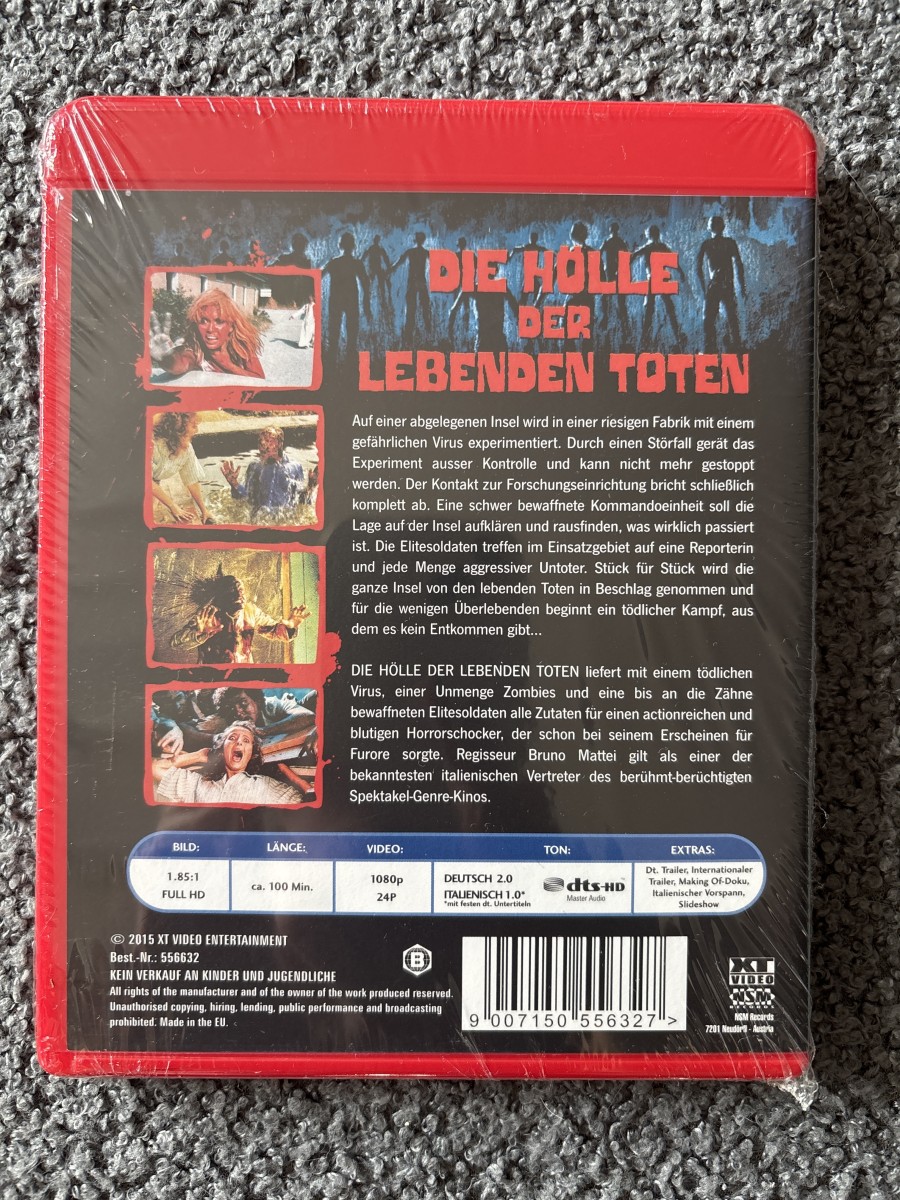 DIE HÖLLE
DER
LEBENDEN TOTEN
Auf einer abgelegenen Insel wird in einer riesigen Fabrik mit einem
gefährlichen Virus experimentiert. Durch einen Störfall gerät das
Experiment ausser Kontrolle und kann nicht mehr gestoppt
werden. Der Kontakt zur Forschungseinrichtung bricht schließlich
komplett ab. Eine schwer bewaffnete Kommandoeinheit soll die
Lage auf der Insel aufklären und rausfinden, was wirklich passiert
ist. Die Elitesoldaten treffen im Einsatzgebiet auf eine Reporterin
und jede Menge aggressiver Untoter. Stück für Stück wird die
ganze Insel von den lebenden Toten in Beschlag genommen und
für die wenigen Überlebenden beginnt ein tödlicher Kampf, aus
dem es kein Entkommen gibt...
DIE HÖLLE DER LEBENDEN TOTEN liefert mit einem tödlichen
Virus, einer Unmenge Zombies und eine bis an die Zähne
bewaffneten Elitesoldaten alle Zutaten für einen actionreichen und
blutigen Horrorschocker, der schon bei seinem Erscheinen für
Furore sorgte. Regisseur Bruno Mattei gilt als einer der
bekanntesten italienischen Vertreter des berühmt-berüchtigten
Spektakel-Genre-Kinos.
BILD: LÄNGE: VIDEO: TON: EXTRAS:
1.85:1
FULL HD
ca. 100 Min.
1080p
24P
DEUTSCH 2.0
ITALIENISCH 1.0*
*mit festen dt. Untertiteln
dts-HD
Master Audio
Dt. Trailer, Internationaler
Trailer, Making Of-Doku,
Italienischer Vorspann,
Slideshow
© 2015 XT VIDEO ENTERTAINMENT
Best.-Nr.: 556632
KEIN VERKAUF AN KINDER UND JUGENDLICHE
All rights of the manufacturer and of the owner of the work produced reserved.
Unauthorised copying, hiring, lending, public performance and broadcasting
prohibited. Made in the EU.
B
9 007150 556327 >
XT
VIDEO
NSM
RECORDS
NSM Records
7201 Neudörfl - Austria